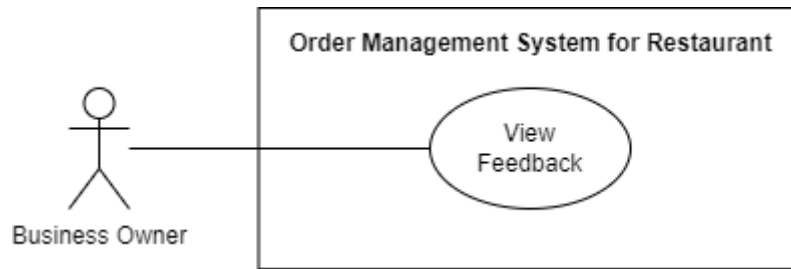 Order Management System for Restaurant
View
Feedback
Business Owner